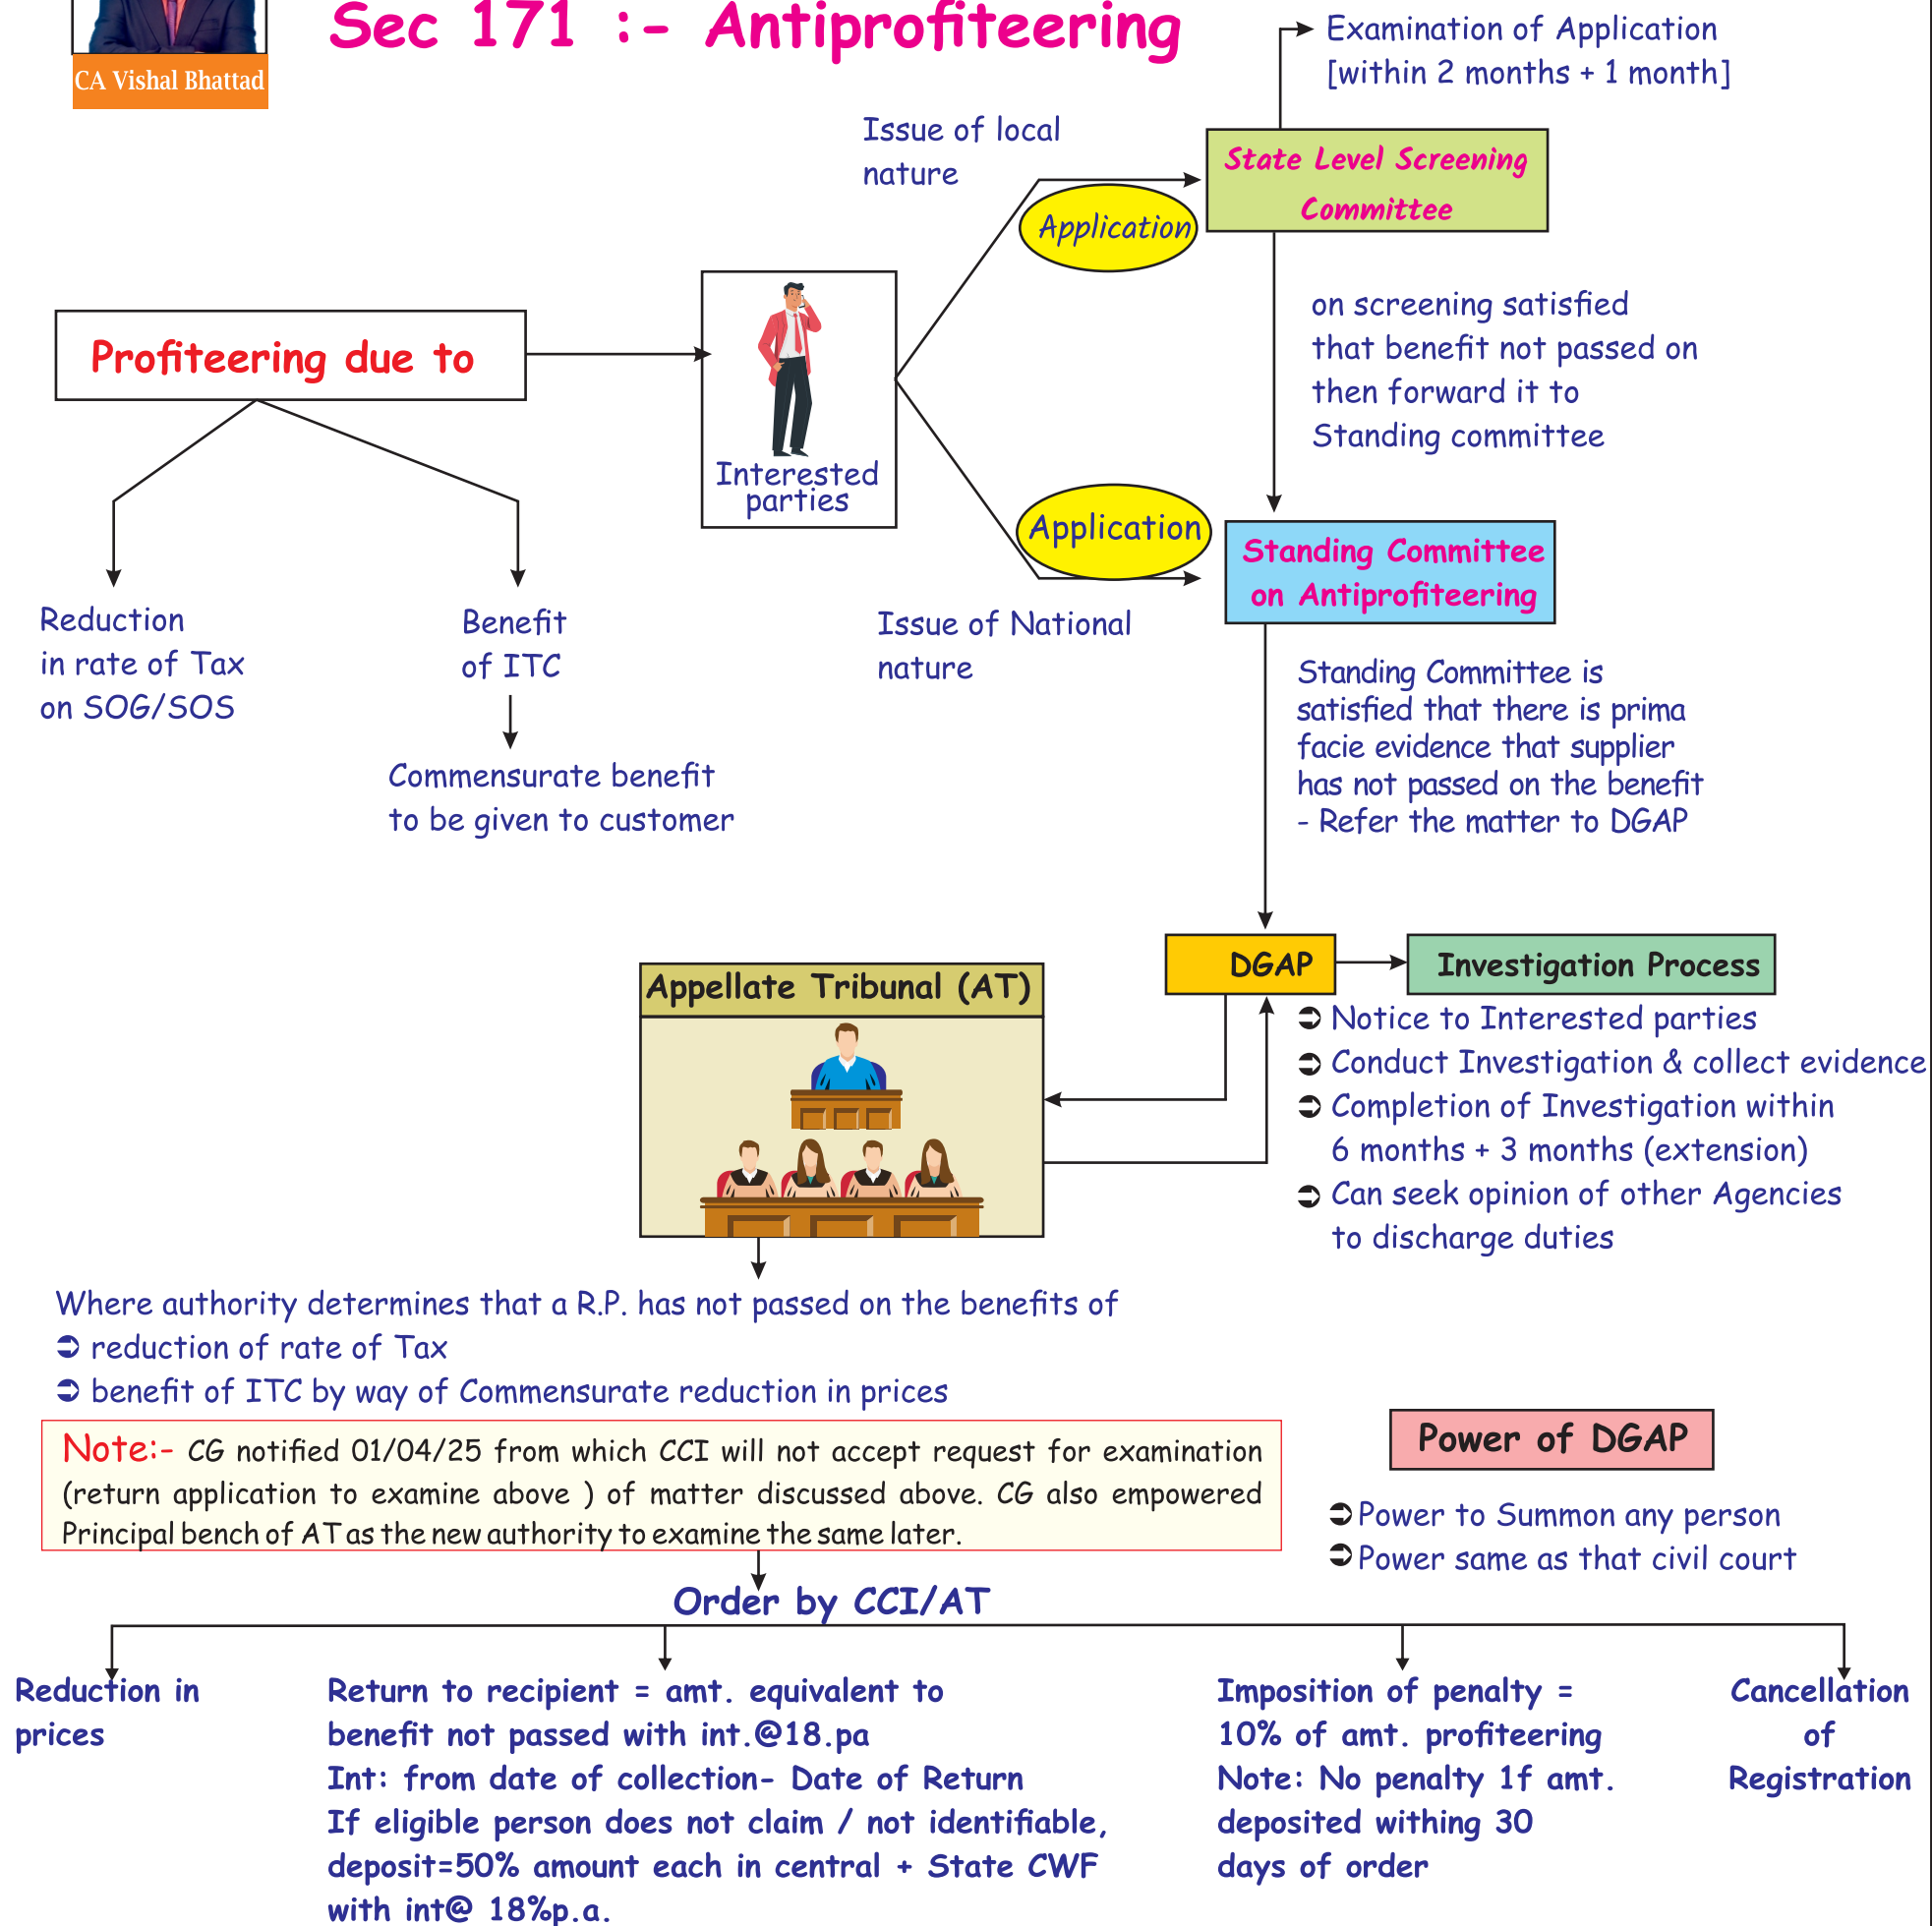 CA Vishal Bhattad
Sec 171 :- Antiprofiteering
Examination of Application
[within 2 months + 1 month]
Issue of local
nature
Application
State Level Screening
Committee
on screening satisfied
that benefit not passed on
then forward it to
Standing committee
Profiteering due to
Interested
parties
Application
Issue of National
nature
Standing Committee
on Antiprofiteering
Reduction
in rate of Tax
on SOG/SOS
Benefit
of ITC
Commensurate benefit
to be given to customer
Standing Committee is
satisfied that there is prima
facie evidence that supplier
has not passed on the benefit
- Refer the matter to DGAP
DGAP
Investigation Process
➲ Notice to Interested parties
➲ Conduct Investigation & collect evidence
➲ Completion of Investigation within
6 months + 3 months (extension)
➲ Can seek opinion of other Agencies
to discharge duties
Appellate Tribunal (AT)
Where authority determines that a R.P. has not passed on the benefits of
➲ reduction of rate of Tax
➲ benefit of ITC by way of Commensurate reduction in prices
Note:- CG notified 01/04/25 from which CCI will not accept request for examination
(return application to examine above ) of matter discussed above. CG also empowered
Principal bench of AT as the new authority to examine the same later.
Power of DGAP
➲ Power to Summon any person
➲ Power same as that civil court
Order by CCI/AT
Reduction in
prices
Return to recipient = amt. equivalent to
benefit not passed with int.@18.pa
Int: from date of collection- Date of Return
If eligible person does not claim / not identifiable,
deposit=50% amount each in central + State CWF
with int@ 18%p.a.
Imposition of penalty =
10% of amt. profiteering
Note: No penalty 1f amt.
deposited withing 30
days of order
Cancellation
of
Registration